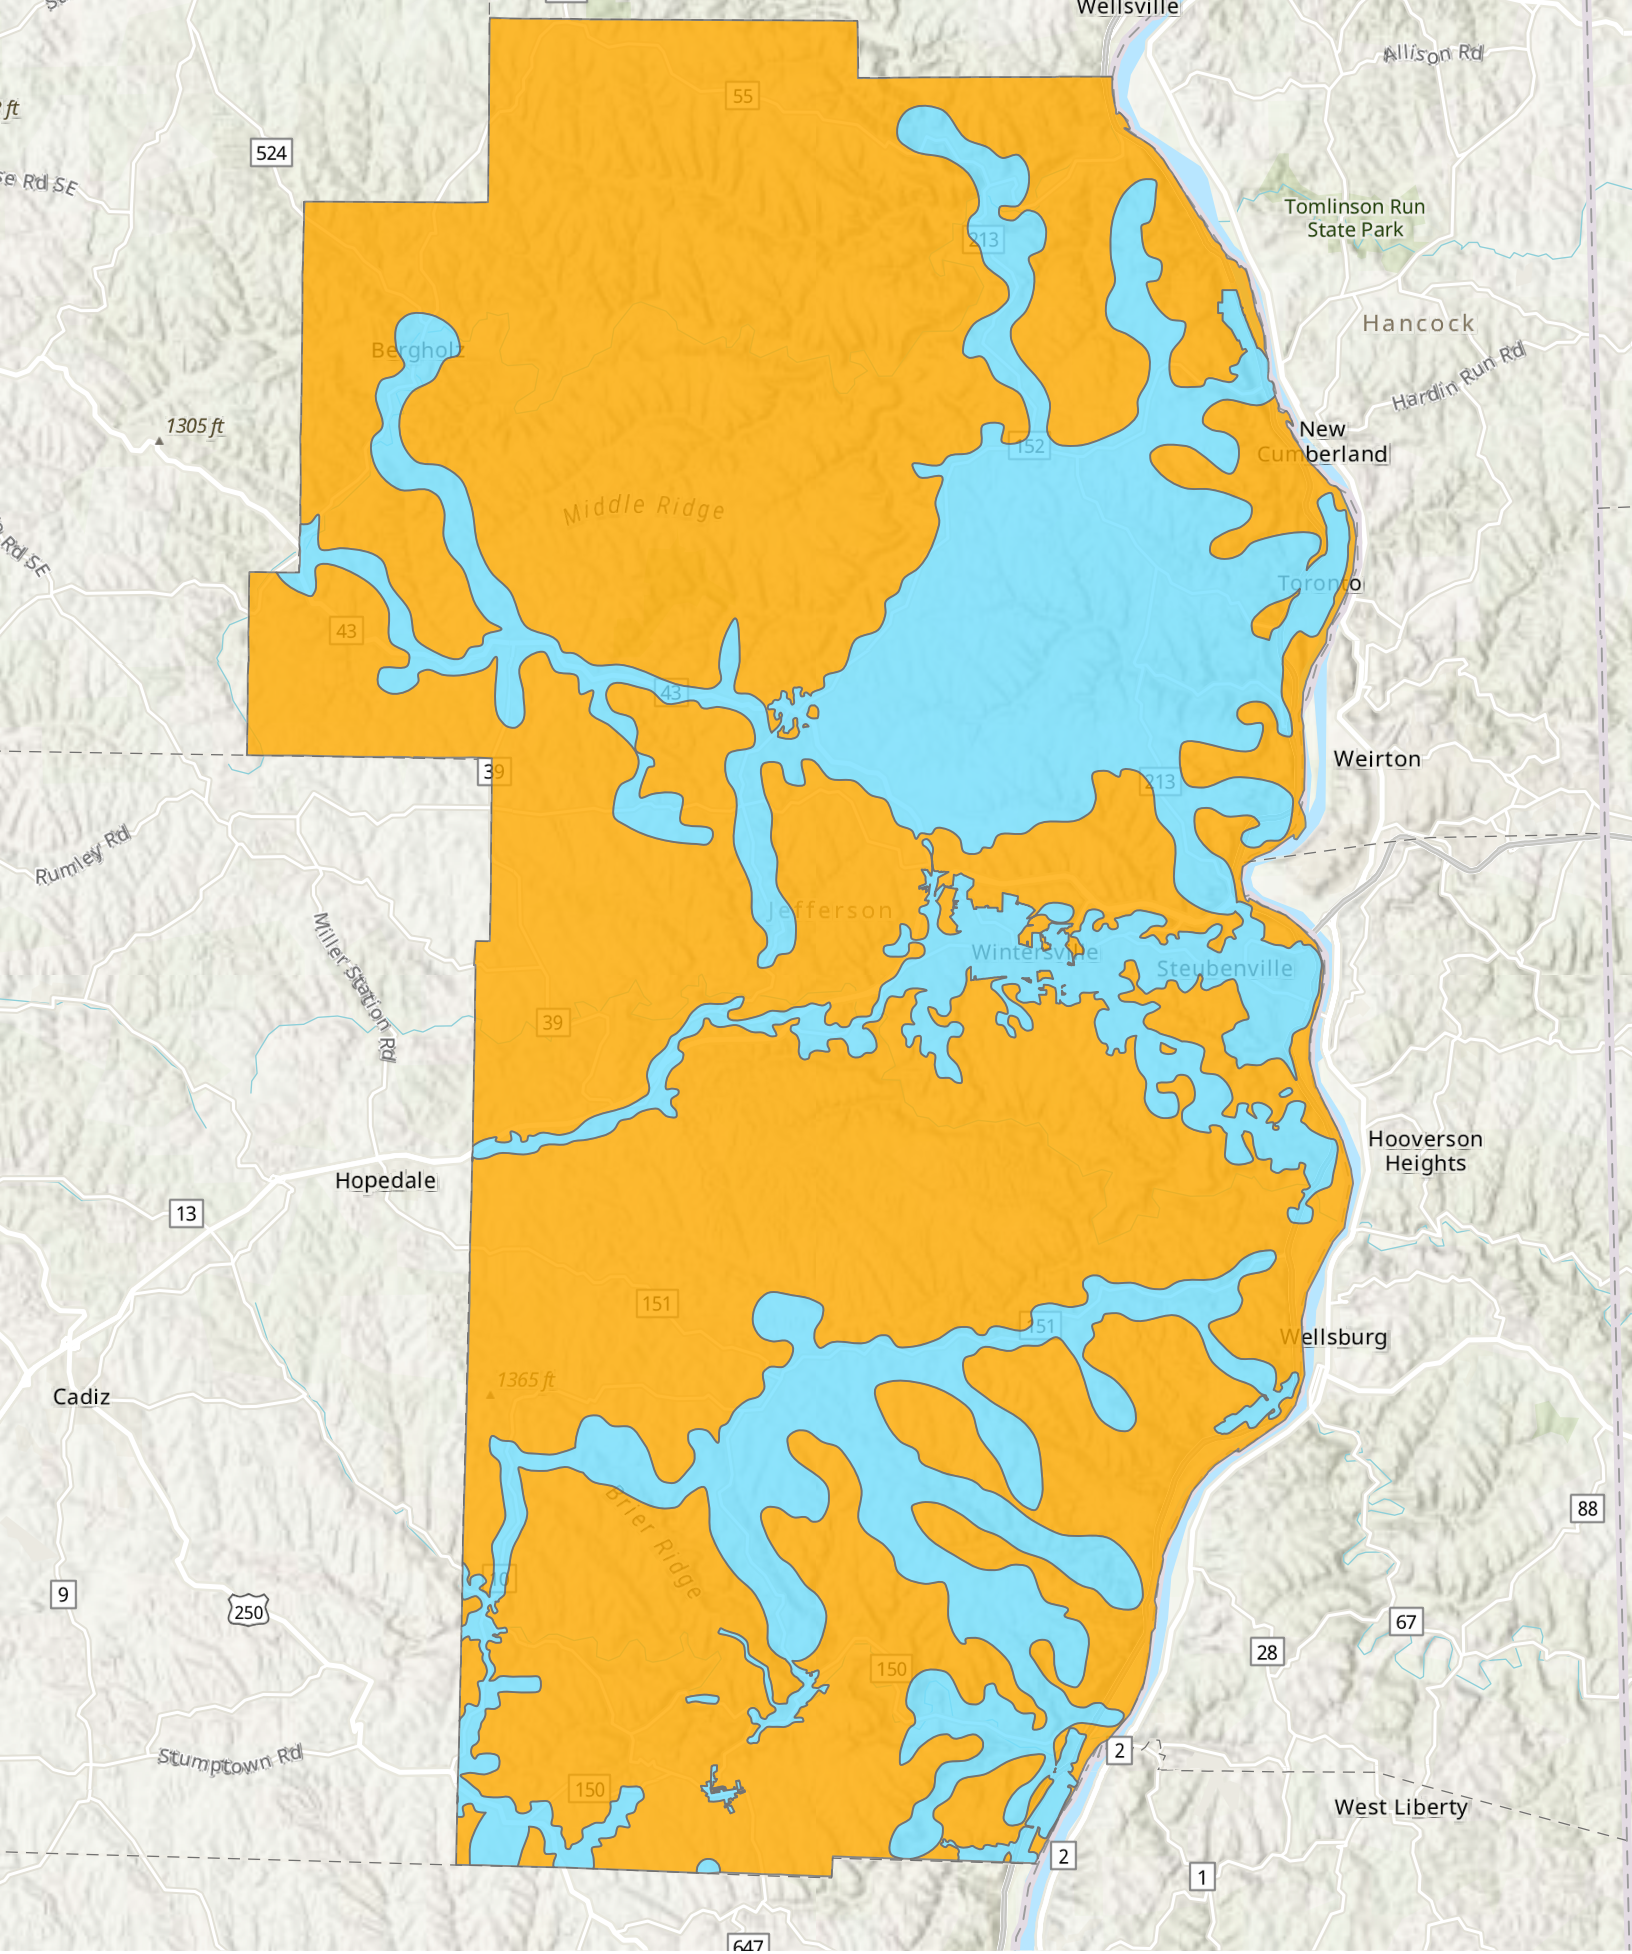 Wellsville
Allison Rd
ft
55
524
se Rd SE
Tomlinson Run
State Park
213
Hancock
Bergholz
Hardin Run Rd
1305 ft
New
Cumberland
152
Middle Ridge
Rd SE
Toronto
43
43
Weirton
39
213
Rumley Rd
Jefferson
Miller Station Rd
Wintersville
Steubenville
39
Hooverson
Heights
Hopedale
13
151
151
Wellsburg
1365 ft
Cadiz
Brier Ridge
88
10
9
250
67
28
150
2
Stumptown Rd
150
West Liberty
2
1
647